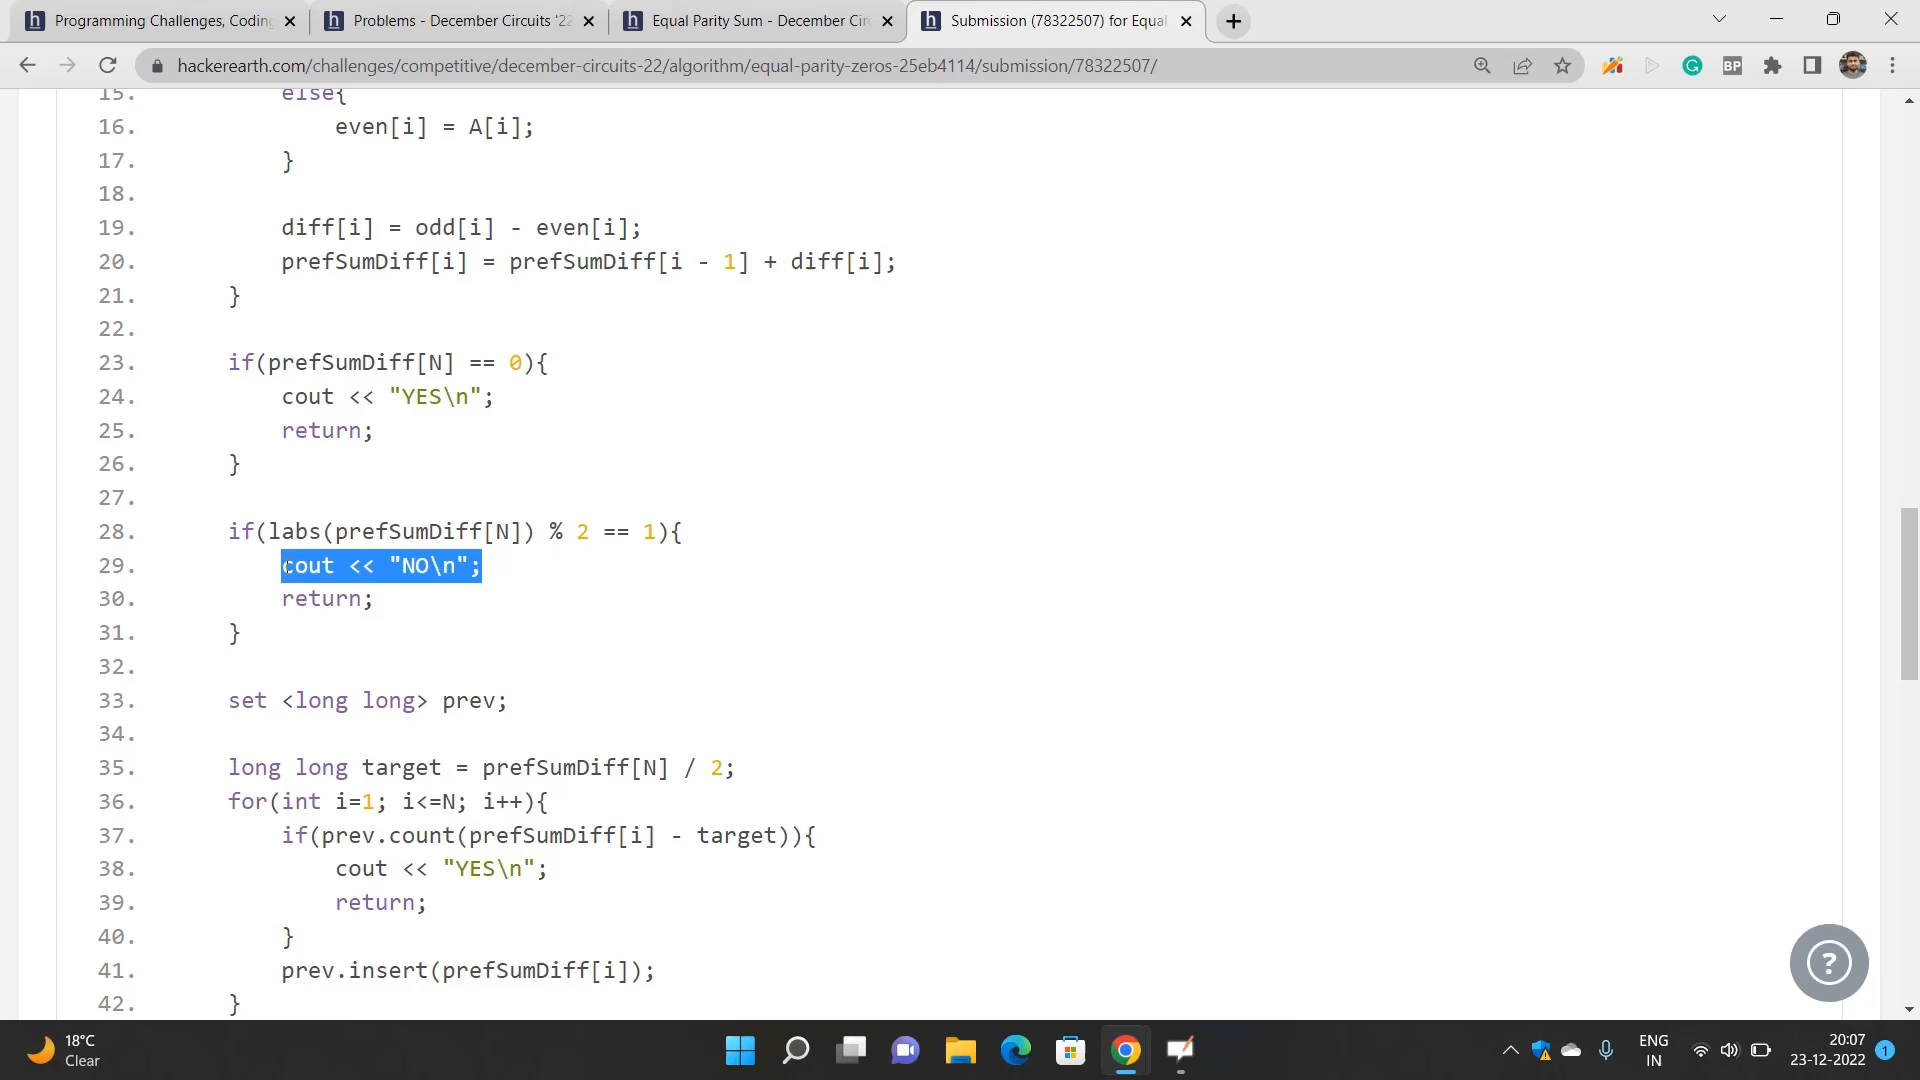 Programming Challenges, Coding
Problems - December Circuits '22
Equal Parity Sum - December Cir
Submission (78322507) for Equal
hackerearth.com/challenges/competitive/december-circuits-22/algorithm/equal-parity-zeros-25eb4114/submission/78322507/
BP
15. else{
16. even[i] = A[i];
17. }
18.
19. diff[i] = odd[i] - even[i];
20. prefSumDiff[i] = prefSumDiff[i - 1] + diff[i];
21. }
22.
23. if(prefSumDiff[N] == 0){
24. cout << "YES\n";
25. return;
26. }
27.
28. if(labs(prefSumDiff[N]) % 2 == 1){
29. cout << "NO\n";
30. return;
31. }
32.
33. set <long long> prev;
34.
35. long long target = prefSumDiff[N] / 2;
36. for(int i=1; i<=N; i++){
37. if(prev.count(prefSumDiff[i] - target)){
38. cout << "YES\n";
39. return;
40. }
41. prev.insert(prefSumDiff[i]);
42. }
?
18°C
Clear
ENG
IN
20:07
23-12-2022
1